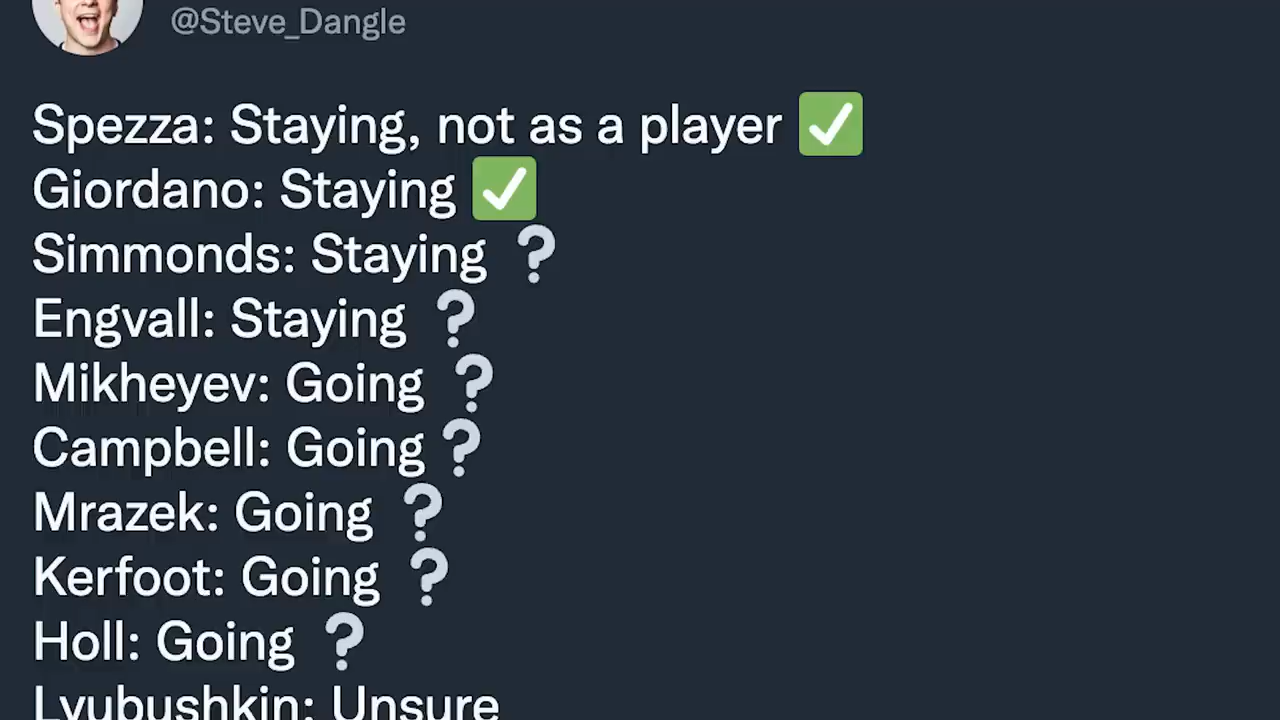 @Steve_Dangle
Spezza: Staying, not as a player ✅
Giordano: Staying ✅
Simmonds: Staying ❔
Engvall: Staying ❔
Mikheyev: Going ❔
Campbell: Going ❔
Mrazek: Going ❔
Kerfoot: Going ❔
Holl: Going ❔
Lyubushkin: Unsure